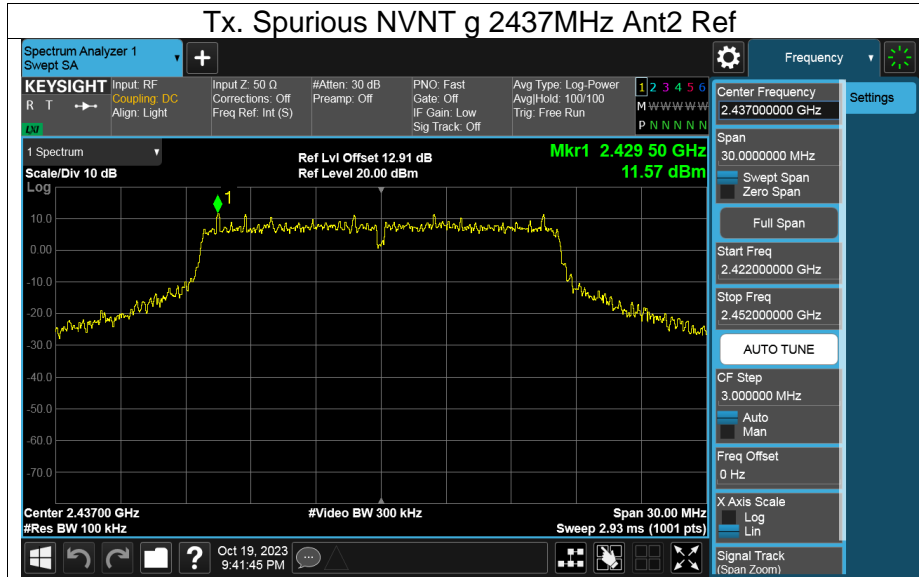 Tx. Spurious NVNT g 2437MHz Ant2 Ref
Spectrum Analyzer 1
Swept SA
+
Frequency
KEYSIGHT
R T
LXI
Input: RF
Coupling: DC
Align: Light
Input Z: 50 Ω
Corrections: Off
Freq Ref: Int (S)
#Atten: 30 dB
Preamp: Off
PNO: Fast
Gate: Off
IF Gain: Low
Sig Track: Off
Avg Type: Log-Power
Avg|Hold: 100/100
Trig: Free Run
1 2 3 4 5 6
M W W W W W
P N N N N N
1 Spectrum
Scale/Div 10 dB
Ref Lvl Offset 12.91 dB
Ref Level 20.00 dBm
Mkr1 2.429 50 GHz
11.57 dBm
Log
1
10.0
0.00
-10.0
-20.0
-30.0
-40.0
-50.0
-60.0
-70.0
Center 2.43700 GHz
#Res BW 100 kHz
#Video BW 300 kHz
Span 30.00 MHz
Sweep 2.93 ms (1001 pts)
Center Frequency
2.437000000 GHz
Settings
Span
30.0000000 MHz
Swept Span
Zero Span
Full Span
Start Freq
2.422000000 GHz
Stop Freq
2.452000000 GHz
AUTO TUNE
CF Step
3.000000 MHz
Auto
Man
Freq Offset
0 Hz
X Axis Scale
Log
Lin
Signal Track
(Span Zoom)
?
Oct 19, 2023
9:41:45 PM